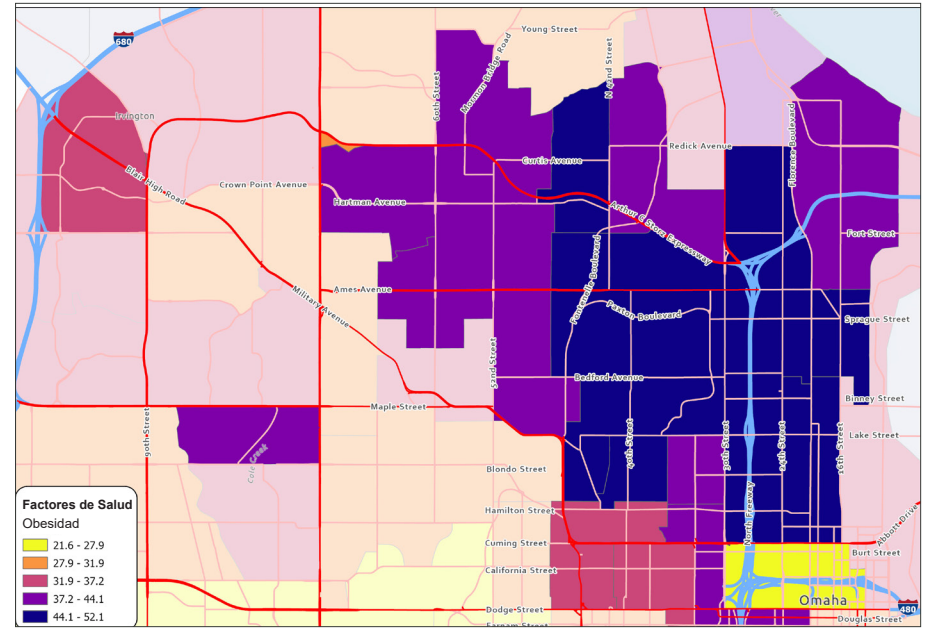 680
Young Street
Mormon Bridge Road
60th Street
N 42nd Street
Irvington
Florence Boulevard
Redick Avenue
Curtis Avenue
Blair High Road
Crown Point Avenue
Hartman Avenue
Arthur C Storz Expressway
Fort Street
Fontenelle Boulevard
Ames Avenue
Military Avenue
Paxton Boulevard
Sprague Street
52nd Street
Bedford Avenue
Binney Street
Maple Street
90th Street
Lake Street
40th Street
30th Street
24th Street
16th Street
Cole Creek
Blondo Street
Hamilton Street
North Freeway
Abbott Drive
Cuming Street
Burt Street
California Street
Omaha
Dodge Street
480
Douglas Street
Farnam Street
Factores de Salud
Obesidad
21.6 - 27.9
27.9 - 31.9
31.9 - 37.2
37.2 - 44.1
44.1 - 52.1